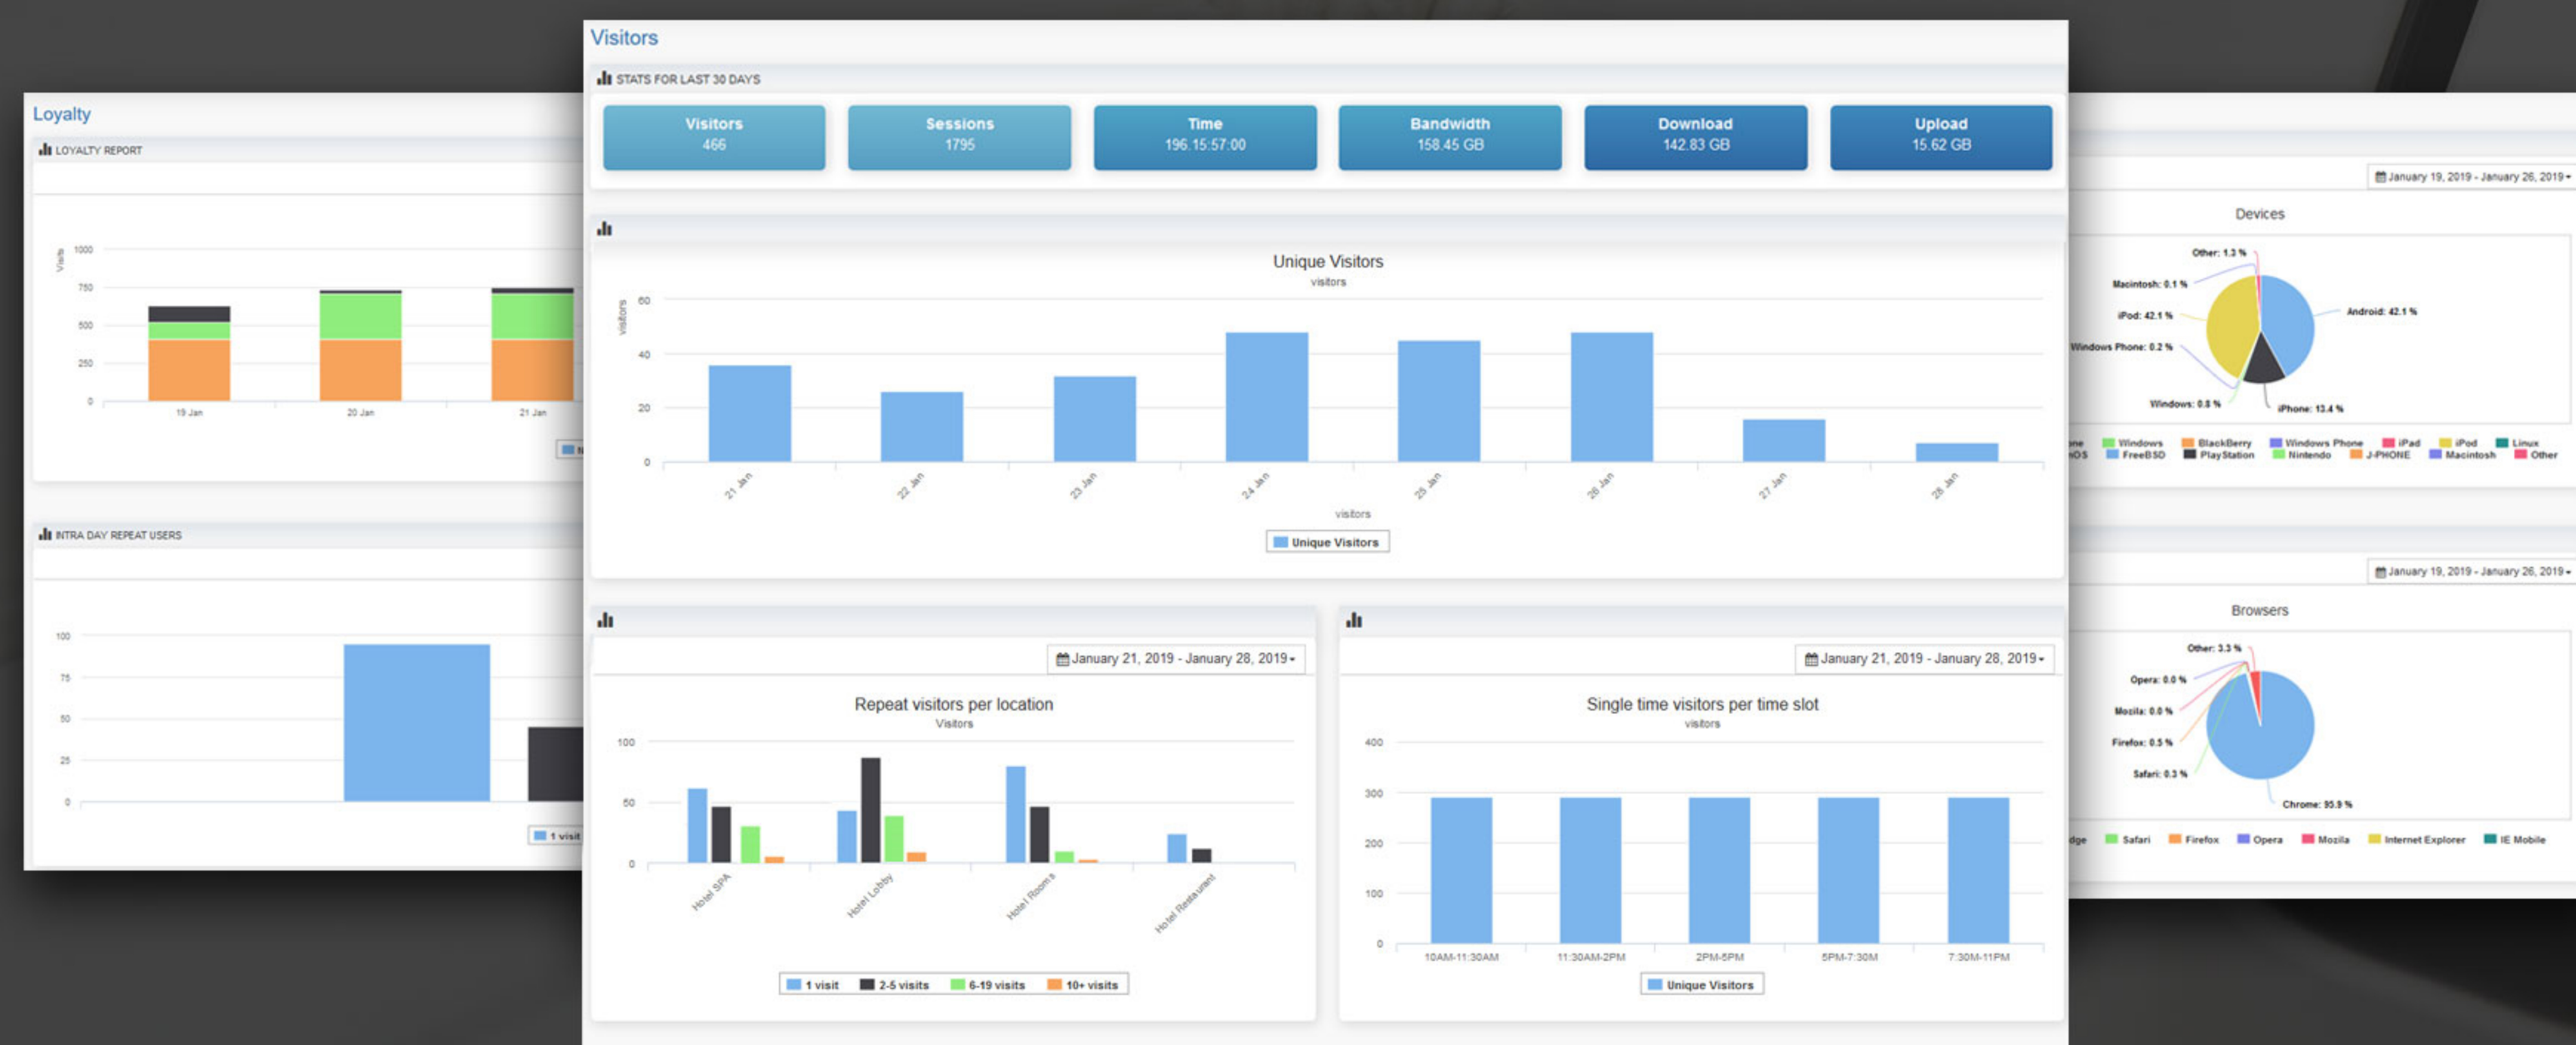 Loyalty
LOYALTY REPORT
Visits
1000
750
500
250
0
19 Jan
20 Jan
21 Jan
INTRA DAY REPEAT USERS
100
75
50
25
0
1 visit
Visitors
STATS FOR LAST 30 DAYS
Visitors
466
Sessions
1795
Time
196.15:57:00
Bandwidth
158.45 GB
Download
142.83 GB
Upload
15.62 GB
Unique Visitors
visitors
visitors
60
40
20
0
21 Jan
22 Jan
23 Jan
24 Jan
25 Jan
26 Jan
27 Jan
28 Jan
visitors
Unique Visitors
January 21, 2019 - January 28, 2019
Repeat visitors per location
Visitors
100
50
0
Hotel SPA
Hotel Lobby
Hotel Rooms
Hotel Restaurant
1 visit
2-5 visits
6-19 visits
10+ visits
January 21, 2019 - January 28, 2019
Single time visitors per time slot
visitors
400
300
200
100
0
10AM-11:30AM
11:30AM-2PM
2PM-5PM
5PM-7:30M
7:30M-11PM
Unique Visitors
January 19, 2019 - January 26, 2019
Devices
Other: 1.3 %
Macintosh: 0.1 %
iPod: 42.1 %
Windows Phone: 0.2 %
Windows: 0.8 %
iPhone: 13.4 %
Android: 42.1 %
Windows
BlackBerry
Windows Phone
iPad
iPod
Linux
FreeBSD
PlayStation
Nintendo
J-PHONE
Macintosh
Other
January 19, 2019 - January 26, 2019
Browsers
Other: 3.3 %
Opera: 0.0 %
Mozila: 0.0 %
Firefox: 0.5 %
Safari: 0.3 %
Chrome: 95.9 %
Safari
Firefox
Opera
Mozila
Internet Explorer
IE Mobile